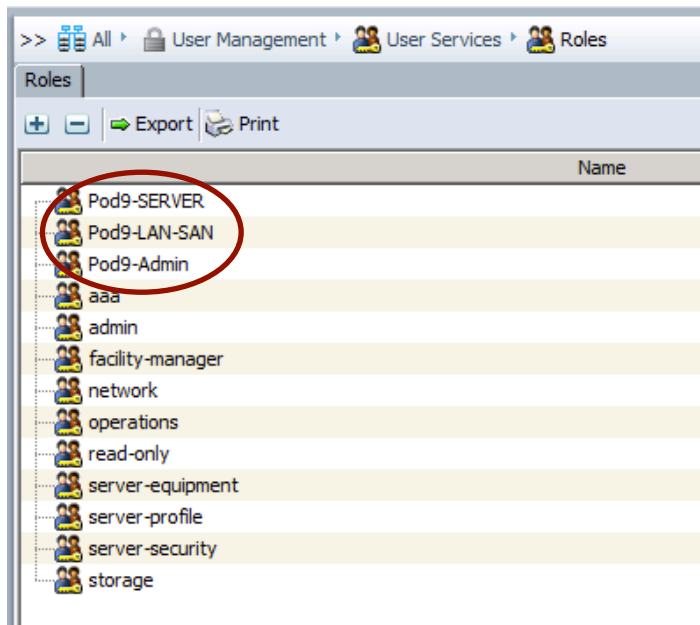 >> All User Management User Services Roles
Roles
Export Print
Name
Pod9-SERVER
Pod9-LAN-SAN
Pod9-Admin
aaa
admin
facility-manager
network
operations
read-only
server-equipment
server-profile
server-security
storage